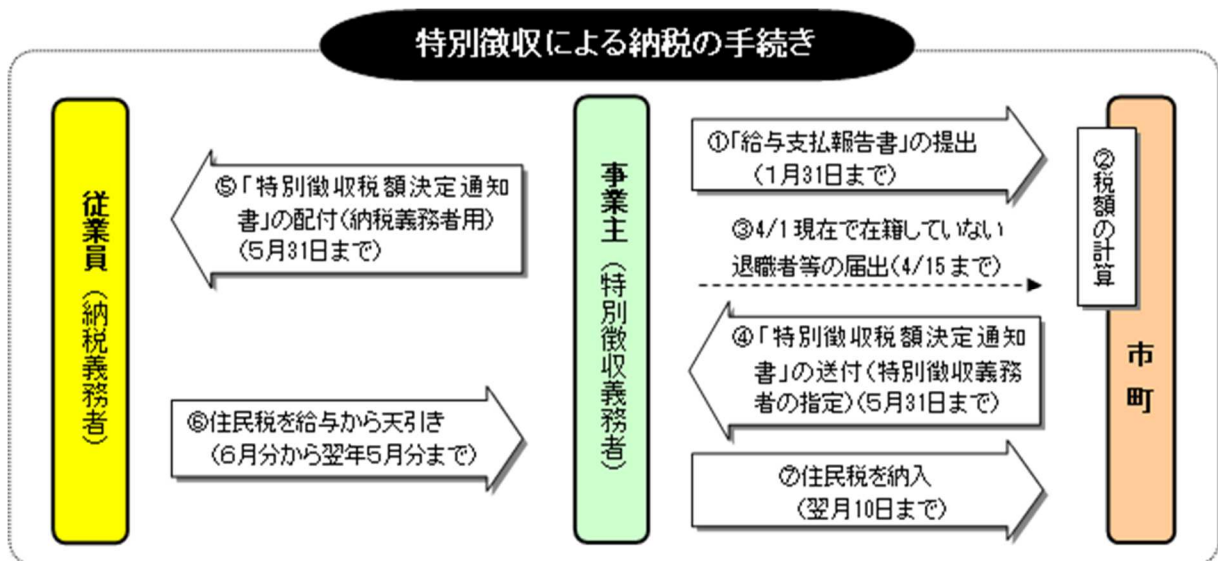 特別徴収による納税の手続き
従業員（納税義務者）
事業主（特別徴収義務者）
市町
①「給与支払報告書」の提出
(1月31日まで)
②税額の計算
③4/1現在で在籍していない
退職者等の届出(4/15まで)
④「特別徴収税額決定通知
書」の送付(特別徴収義務
者の指定)(5月31日まで)
⑤「特別徴収税額決定通知
書」の配付(納税義務者用)
(5月31日まで)
⑥住民税を給与から天引き
(6月分から翌年5月分まで)
⑦住民税を納入
(翌月10日まで)